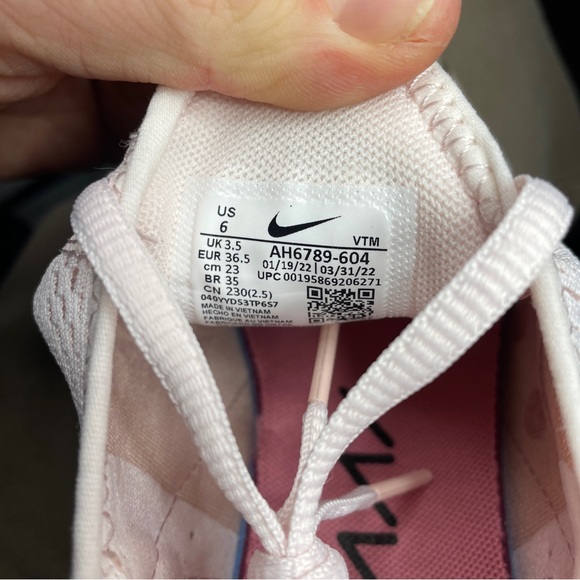 US
6
VTM
UK 3.5
AH6789-604
EUR 36.5
01/19/22 | 03/31/22
cm 23
UPC 00195869206271
BR 35
CN 230(2.5)
040YYDS3TP6S7
MADE IN VIETNAM
HECHO EN VIETNAM
FABRIQUE AU VIETNAM